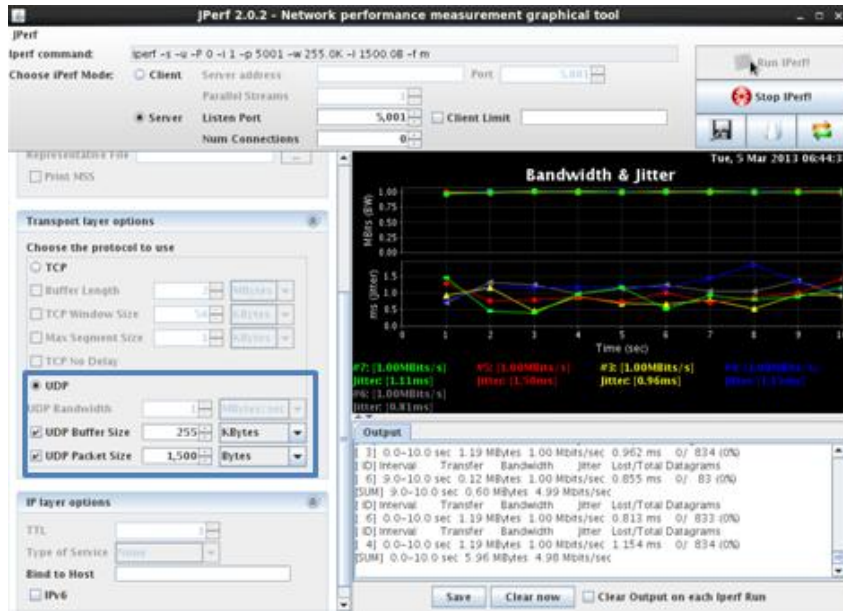 JPerf 2.0.2 - Network performance measurement graphical tool
JPerf
Iperf command: iperf -s -u -P 0 -i 1 -p 5001 -w 255.0K -l 1500.0B -f m
Choose iPerf Mode: Client Server address Port 5,001
Parallel Streams 1
Server Listen Port 5,001 Client Limit
Num Connections 0
Run IPerf!
Stop IPerf!
Representative File ...
Print MSS
Transport layer options
Choose the protocol to use
TCP
Buffer Length 2 MBytes
TCP Window Size KBytes
Max Segment Size 1 KBytes
TCP No Delay
UDP
UDP Bandwidth 1 MBytes/sec
UDP Buffer Size 255 KBytes
UDP Packet Size 1,500 Bytes
IP layer options
TTL 1
Type of Service None
Bind to Host
IPv6
Tue, 5 Mar 2013 06:44:3
Bandwidth & Jitter
MBits (BW)
1.00
0.75
0.50
0.25
0.00
ms (Jitter)
1.5
1.0
0.5
0.0
0 1 2 3 4 5 6 7 8 9 1
Time (sec)
#7: [1.00MBits/s] #5: [1.00MBits/s] #3: [1.00MBits/s]
Jitter: [1.11ms] Jitter: [1.50ms] Jitter: [0.96ms]
#6: [1.00MBits/s]
Jitter: [0.81ms]
Output
[ 3] 0.0-10.0 sec 1.19 MBytes 1.00 Mbits/sec 0.962 ms 0/ 834 (0%)
[ ID] Interval Transfer Bandwidth Jitter Lost/Total Datagrams
[ 6] 9.0-10.0 sec 0.12 MBytes 1.00 Mbits/sec 0.855 ms 0/ 83 (0%)
[SUM] 9.0-10.0 sec 0.60 MBytes 4.99 Mbits/sec
[ ID] Interval Transfer Bandwidth Jitter Lost/Total Datagrams
[ 6] 0.0-10.0 sec 1.19 MBytes 1.00 Mbits/sec 0.813 ms 0/ 833 (0%)
[ ID] Interval Transfer Bandwidth Jitter Lost/Total Datagrams
[ 4] 0.0-10.0 sec 1.19 MBytes 1.00 Mbits/sec 1.154 ms 0/ 834 (0%)
[SUM] 0.0-10.0 sec 5.96 MBytes 4.98 Mbits/sec
Save Clear now Clear Output on each Iperf Run